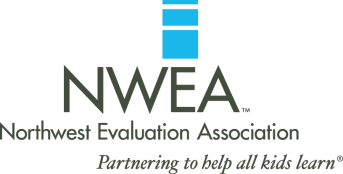 NWEA™
Northwest Evaluation Association
Partnering to help all kids learn®